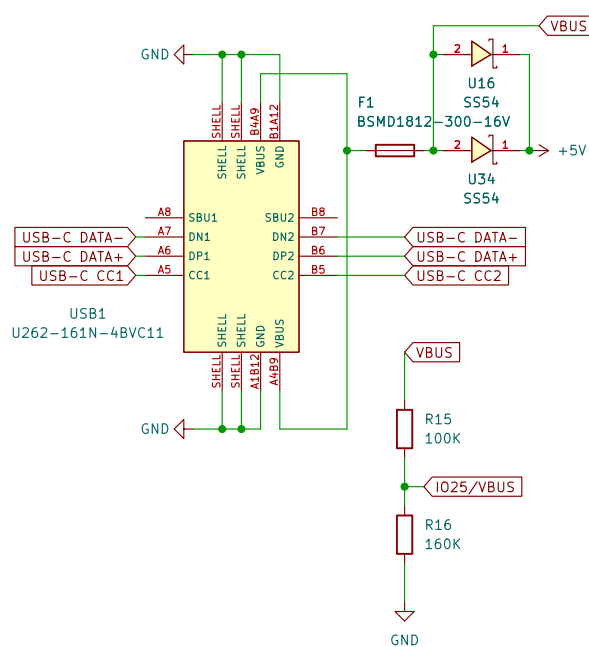 VBUS
GND
2
1
U16
SS54
F1
BSMD1812-300-16V
SHELL
SHELL
B4A9
B1A12
SHELL
SHELL
VBUS
GND
2
1
+5V
U34
SS54
A8
SBU1
SBU2
B8
USB-C DATA-
A7
DN1
DN2
B7
USB-C DATA-
USB-C DATA+
A6
DP1
DP2
B6
USB-C DATA+
USB-C CC1
A5
CC1
CC2
B5
USB-C CC2
USB1
U262-161N-4BVC11
SHELL
SHELL
GND
VBUS
SHELL
SHELL
A1B12
A4B9
GND
VBUS
R15
100K
IO25/VBUS
R16
160K
GND